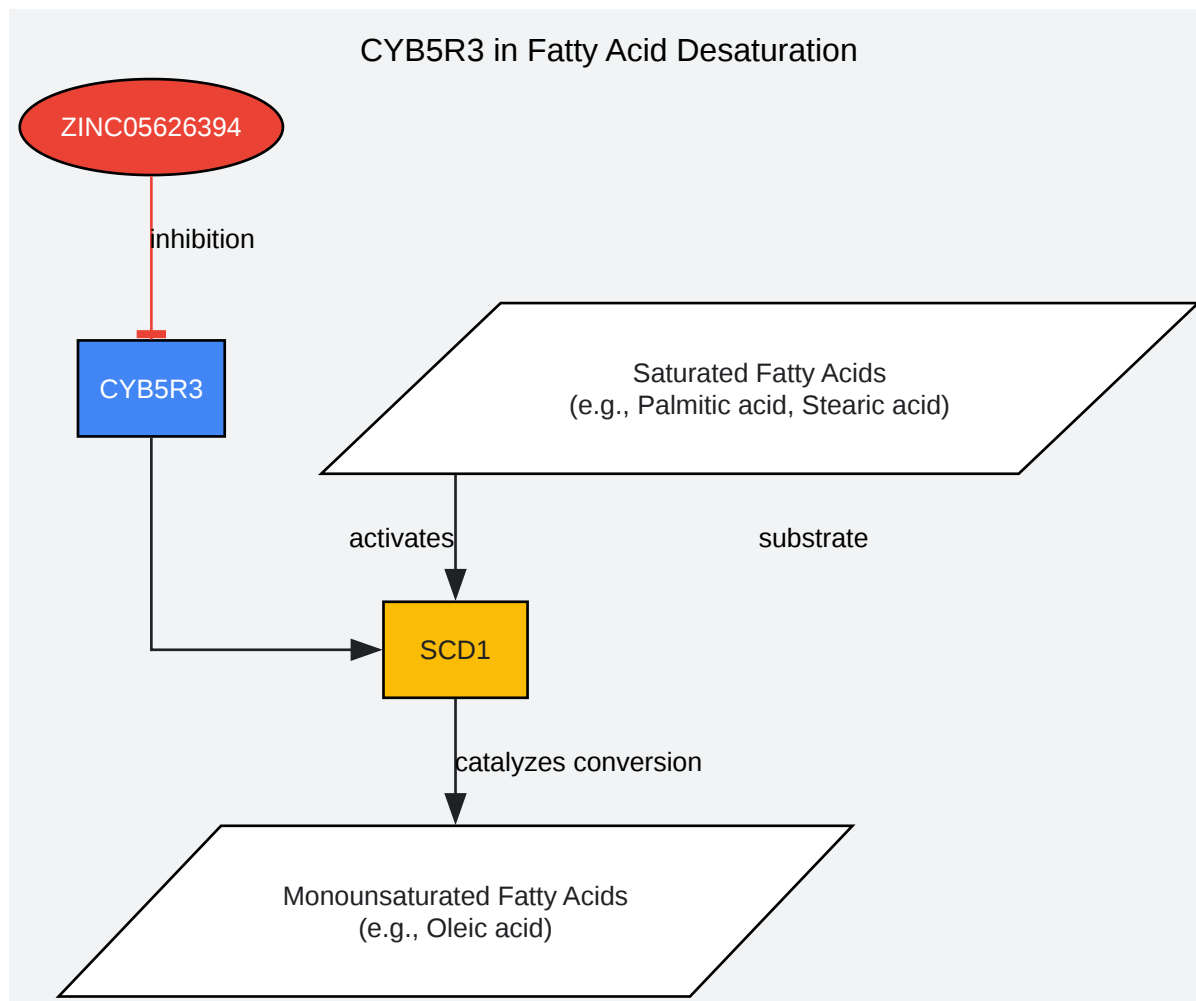 CYB5R3 in Fatty Acid Desaturation
ZINC05626394
inhibition
CYB5R3
Saturated Fatty Acids
(e.g., Palmitic acid, Stearic acid)
activates
substrate
SCD1
catalyzes conversion
Monounsaturated Fatty Acids
(e.g., Oleic acid)